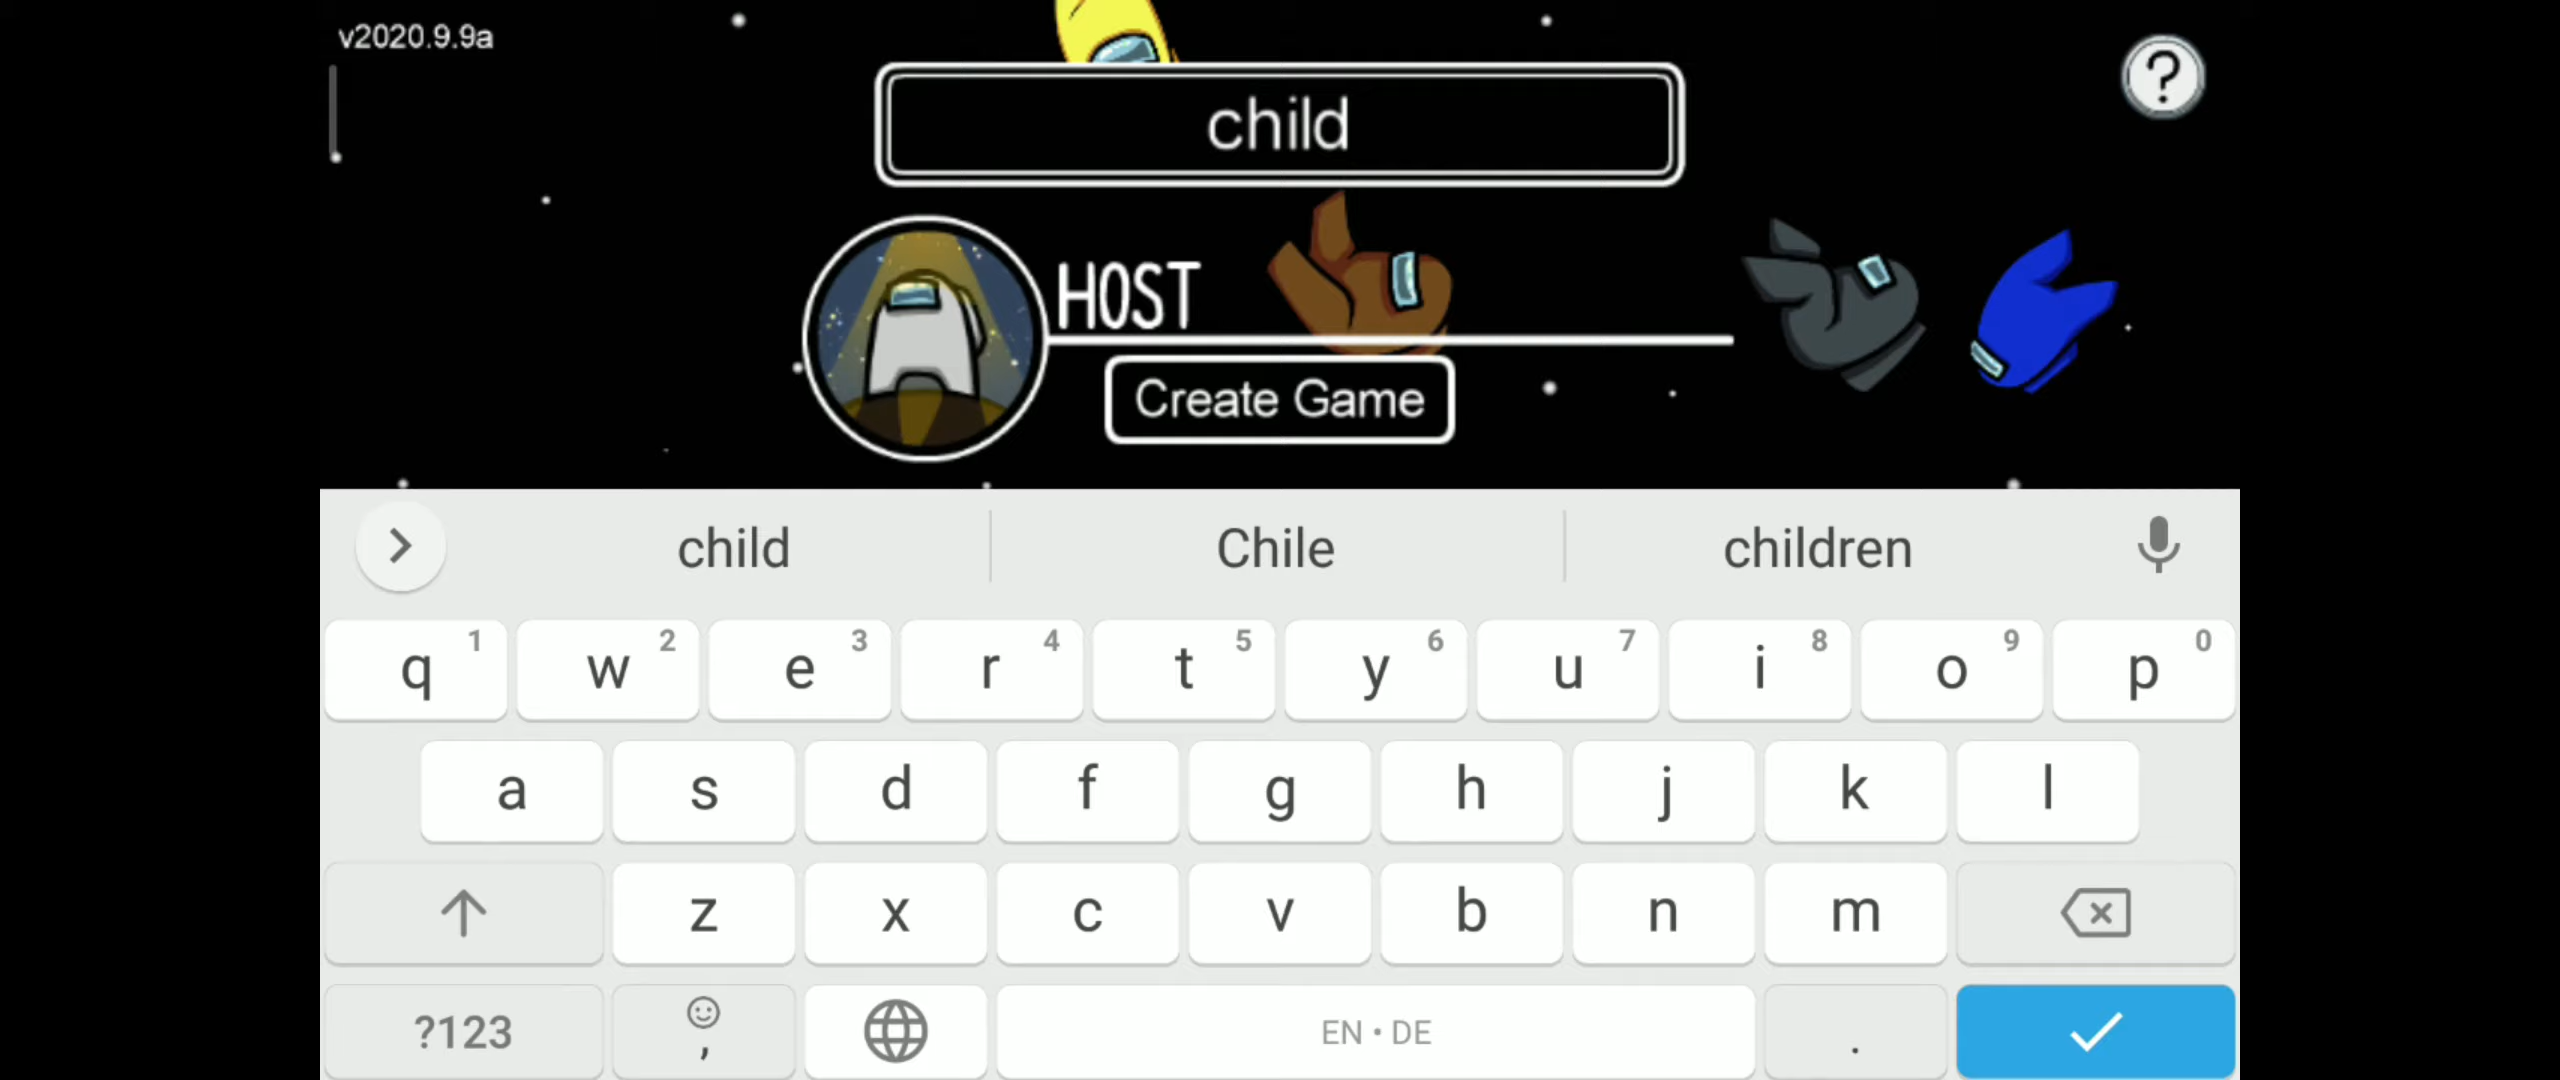 v2020.9.9a
?
child
HOST
Create Game
child Chile children
q 1 w 2 e 3 r 4 t 5 y 6 u 7 i 8 o 9 p 0
a s d f g h j k l
z x c v b n m
?123 , EN • DE .